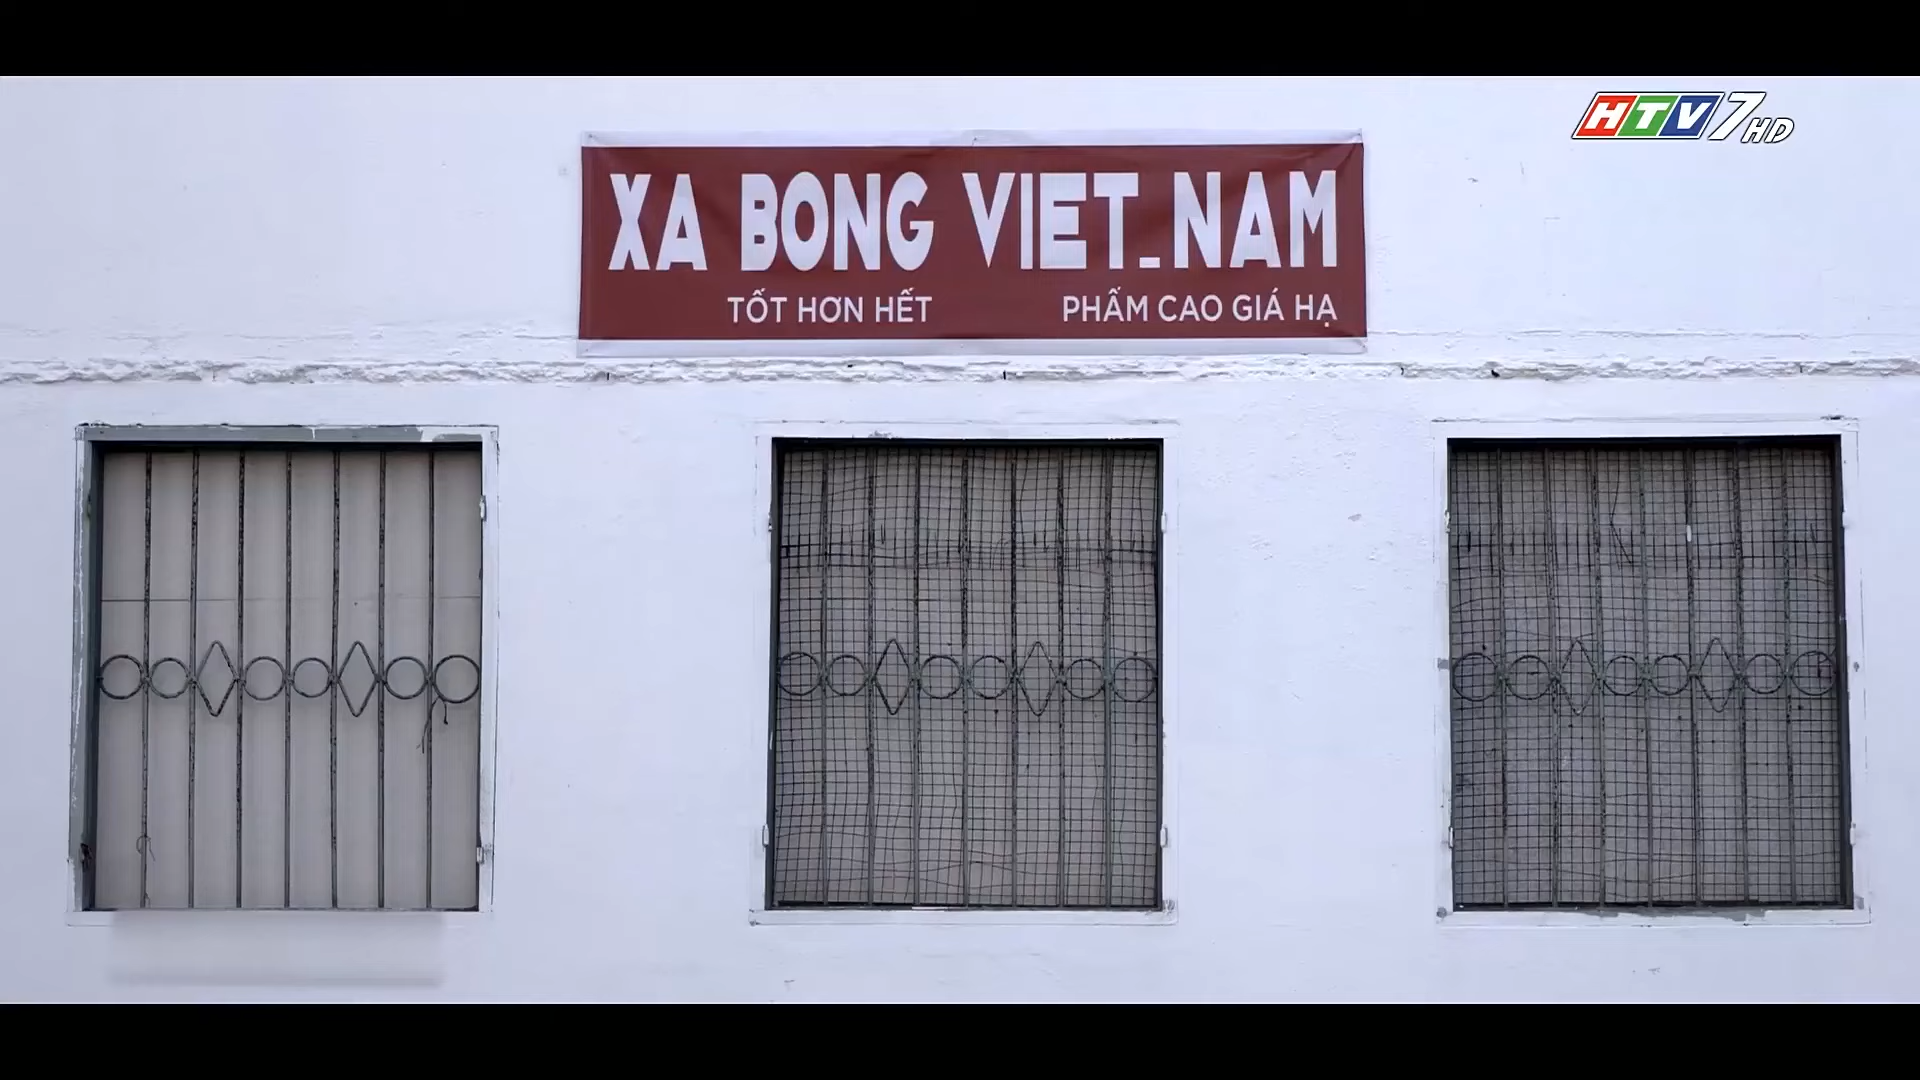 HTV7 HD
XA BONG VIET_NAM
TỐT HƠN HẾT PHẨM CAO GIÁ HẠ